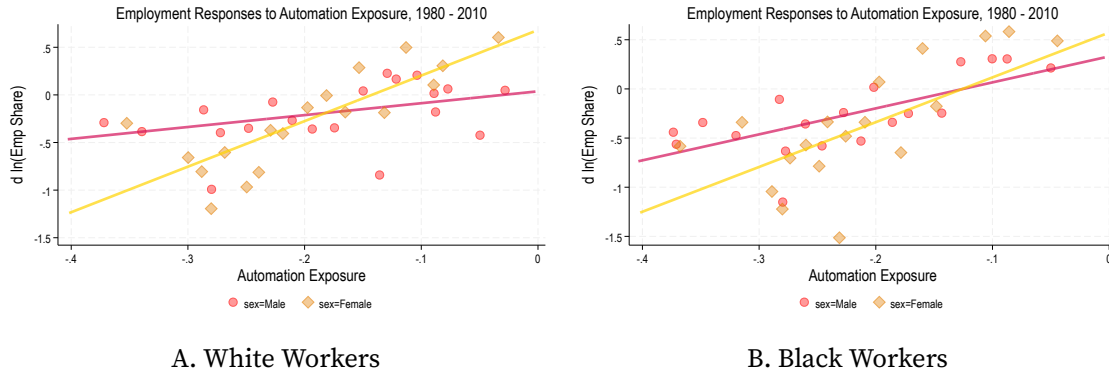 Employment Responses to Automation Exposure, 1980 - 2010
d ln(Emp Share)
.5
0
-.5
-1
-1.5
-.4 -.3 -.2 -.1 0
Automation Exposure
sex=Male sex=Female
A. White Workers
Employment Responses to Automation Exposure, 1980 - 2010
d ln(Emp Share)
.5
0
-.5
-1
-1.5
-.4 -.3 -.2 -.1 0
Automation Exposure
sex=Male sex=Female
B. Black Workers